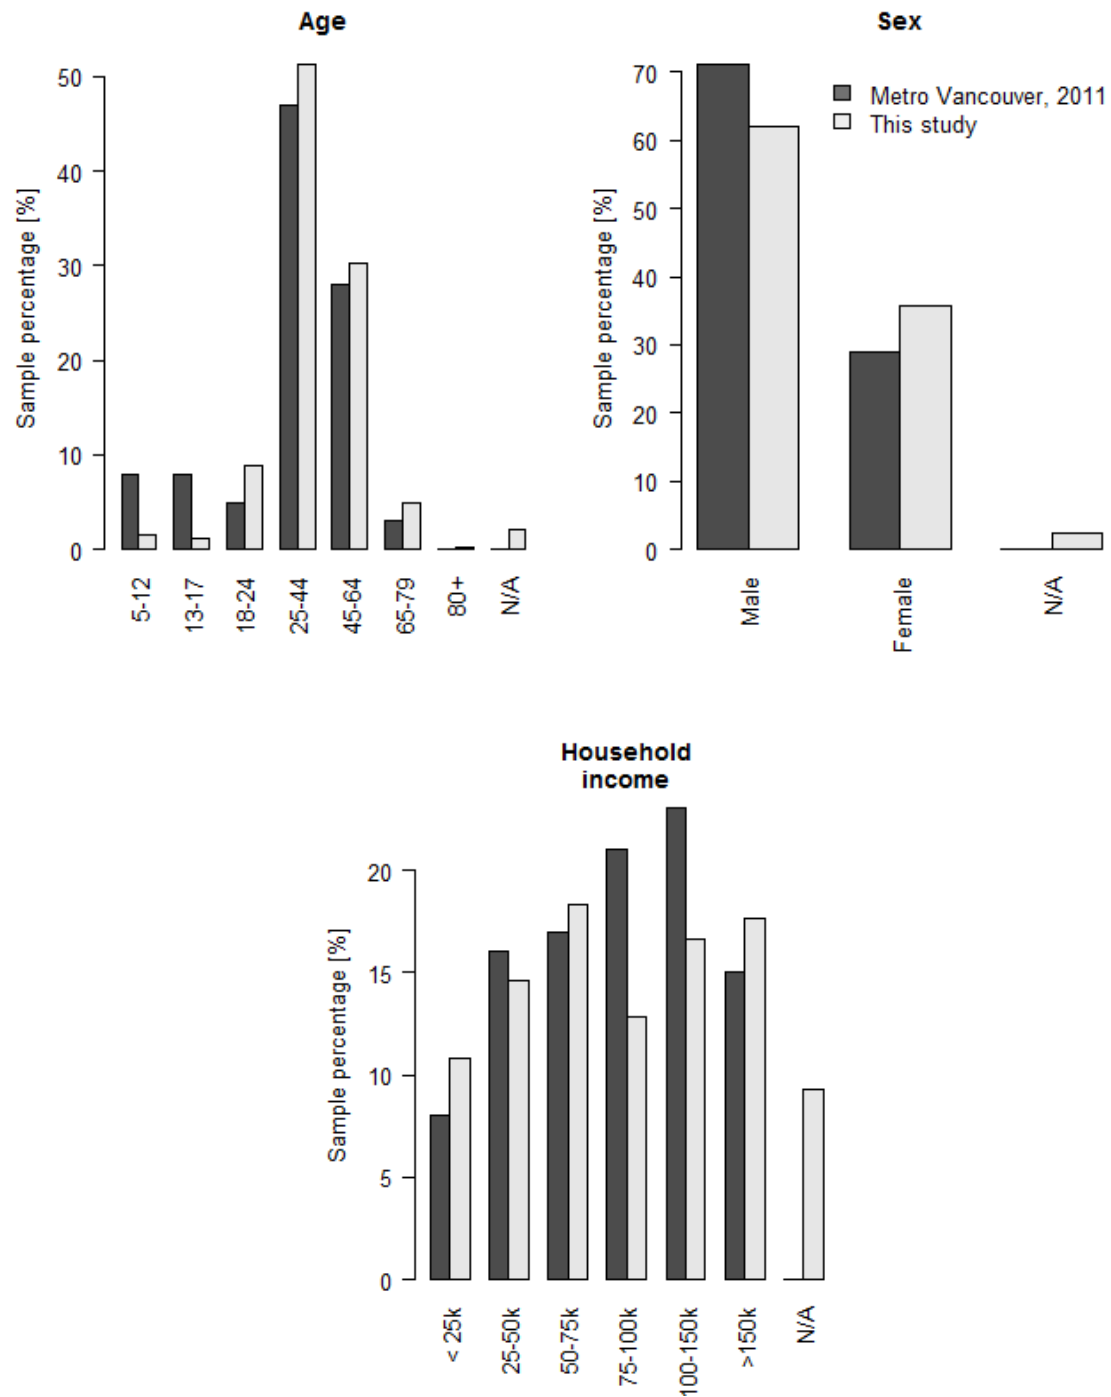 Age
Sample percentage [%]
50
40
30
20
10
0
5-12
13-17
18-24
25-44
45-64
65-79
80+
N/A
Sex
Metro Vancouver, 2011
This study
Sample percentage [%]
70
60
50
40
30
20
10
0
Male
Female
N/A
Household
income
Sample percentage [%]
20
15
10
5
0
< 25k
25-50k
50-75k
75-100k
100-150k
>150k
N/A